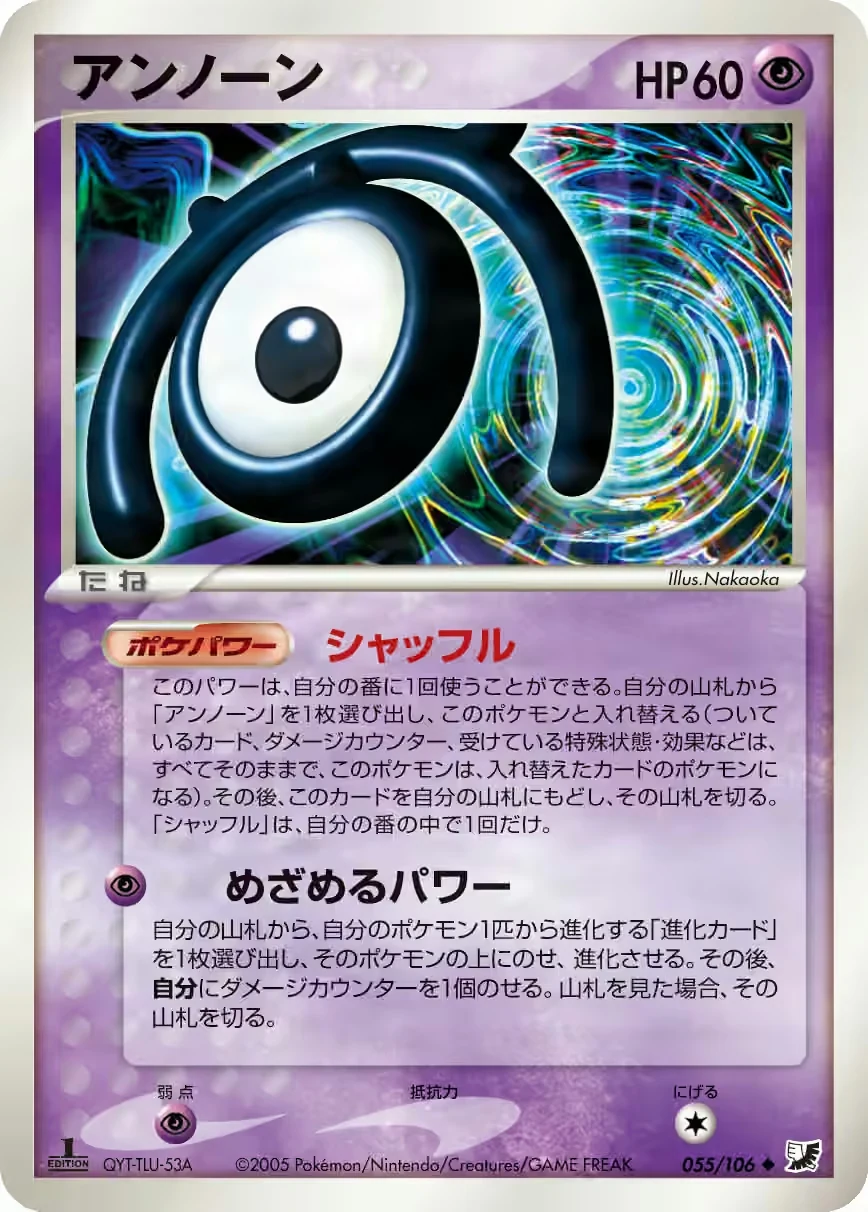 アンノーン HP60
たね Illus.Nakaoka
ポケパワー シャッフル
このパワーは、自分の番に1回使うことができる。自分の山札から
「アンノーン」を1枚選び出し、このポケモンと入れ替える(ついて
いるカード、ダメージカウンター、受けている特殊状態・効果などは、
すべてそのままで、このポケモンは、入れ替えたカードのポケモンに
なる)。その後、このカードを自分の山札にもどし、その山札を切る。
「シャッフル」は、自分の番の中で1回だけ。
めざめるパワー
自分の山札から、自分のポケモン1匹から進化する「進化カード」
を1枚選び出し、そのポケモンの上にのせ、進化させる。その後、
自分にダメージカウンターを1個のせる。山札を見た場合、その
山札を切る。
弱点 抵抗力 にげる
1 EDITION QYT-TLU-53A ©2005 Pokémon/Nintendo/Creatures/GAME FREAK. 055/106 ◆